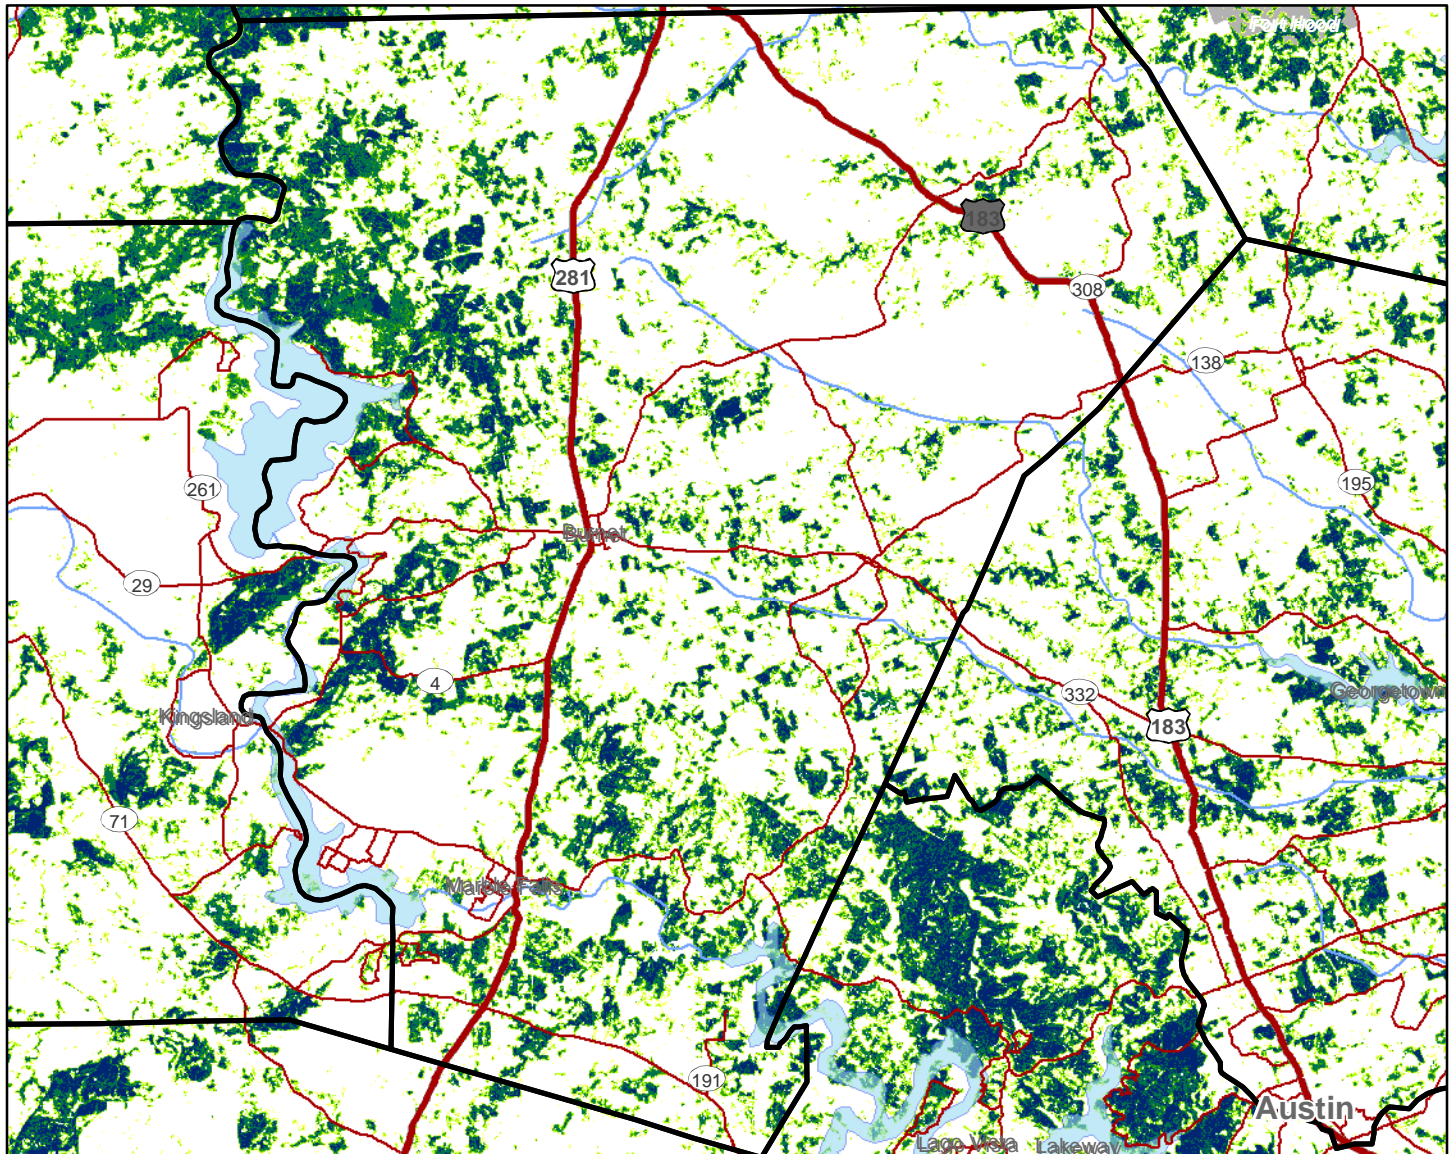 Fort Hood
183
281
308
138
261
195
Burnet
29
4
332
Georgetown
Kingsland
183
71
Marble Falls
191
Austin
Lago Vista
Lakeway